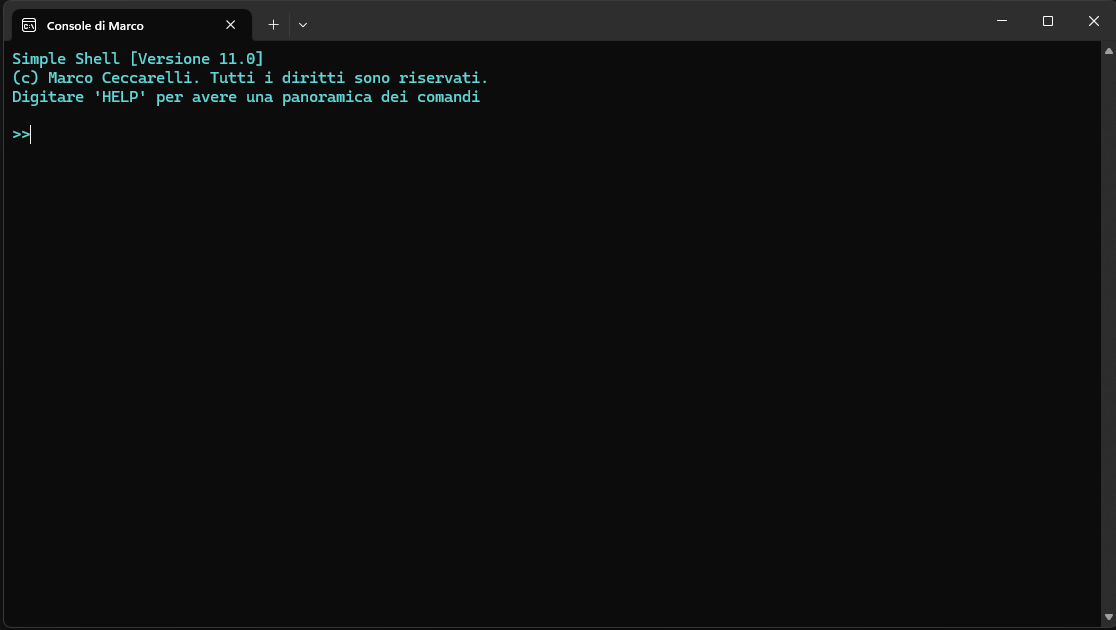 Console di Marco
Simple Shell [Versione 11.0]
(c) Marco Ceccarelli. Tutti i diritti sono riservati.
Digitare 'HELP' per avere una panoramica dei comandi
>>